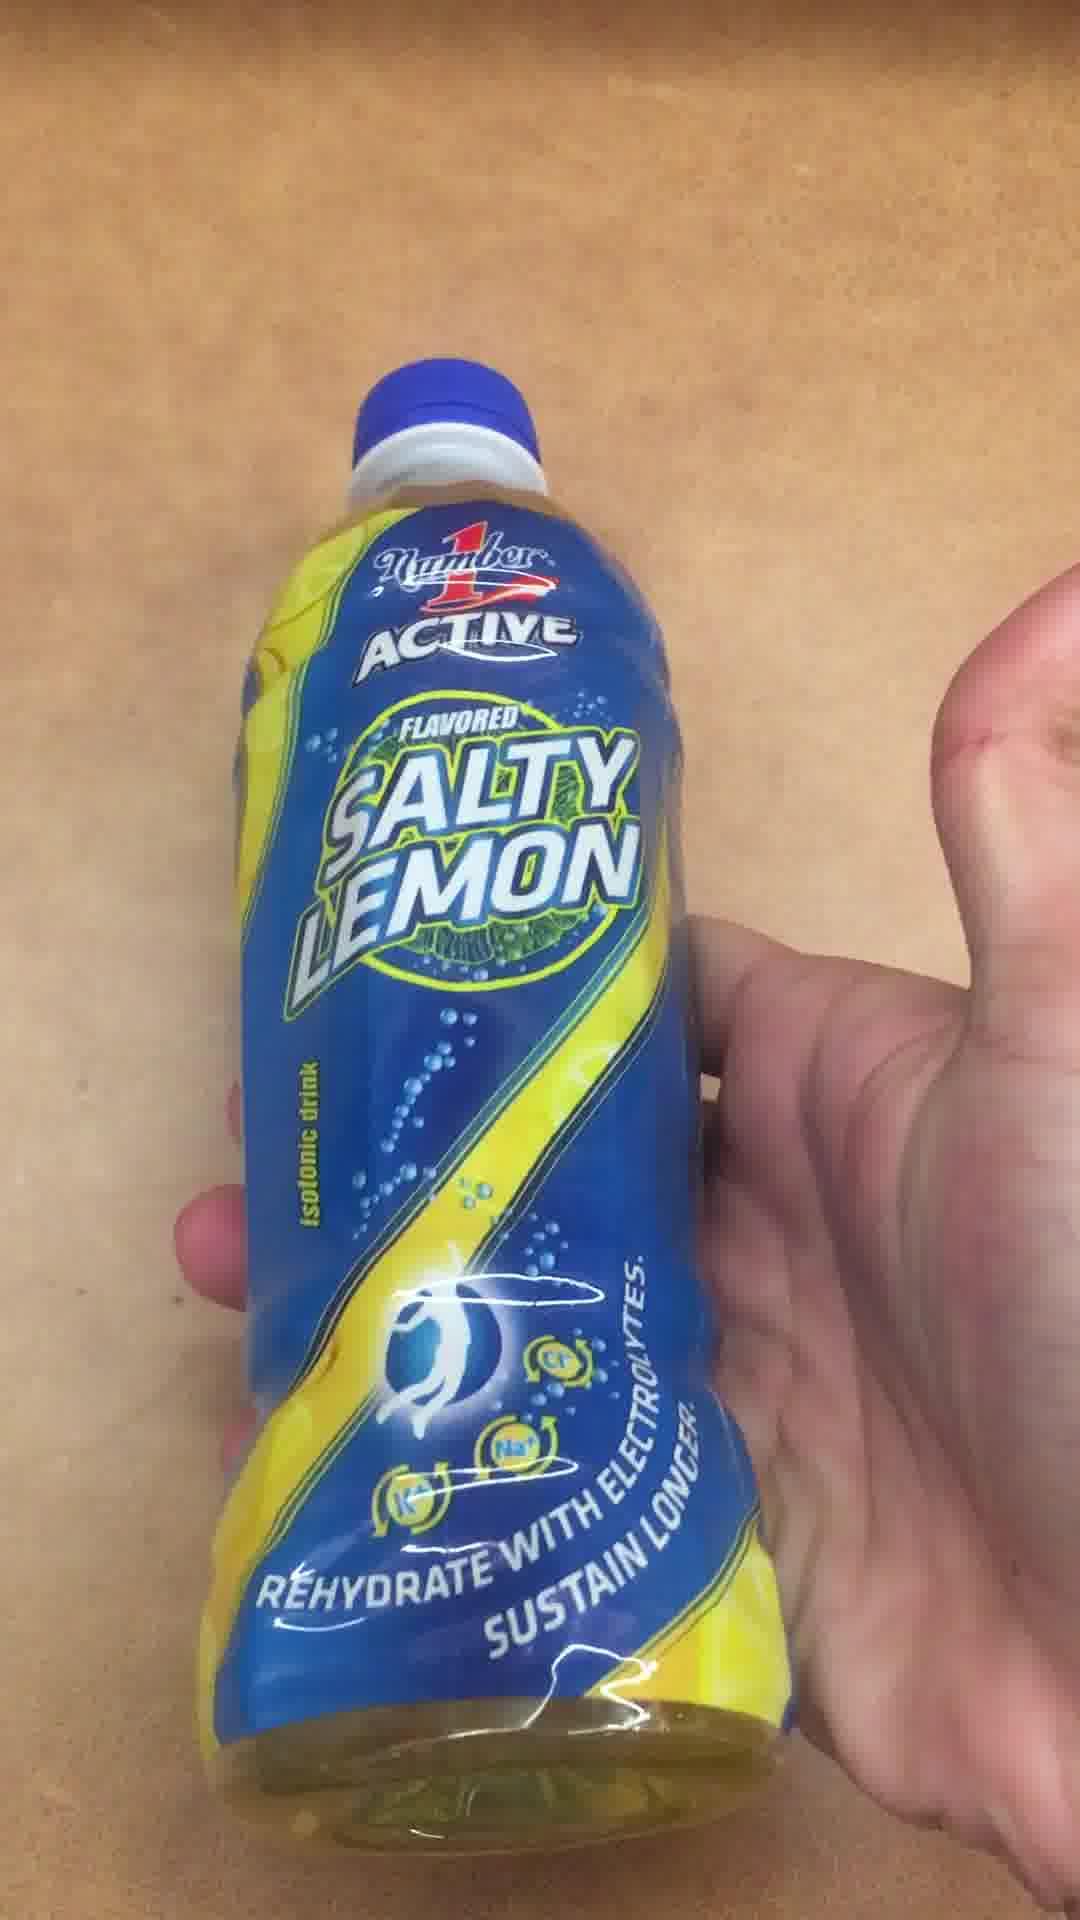 Number 1
ACTIVE
FLAVORED
SALTY
LEMON
isotonic drink
Cl-
Na+
K+
REHYDRATE WITH ELECTROLYTES.
SUSTAIN LONGER.